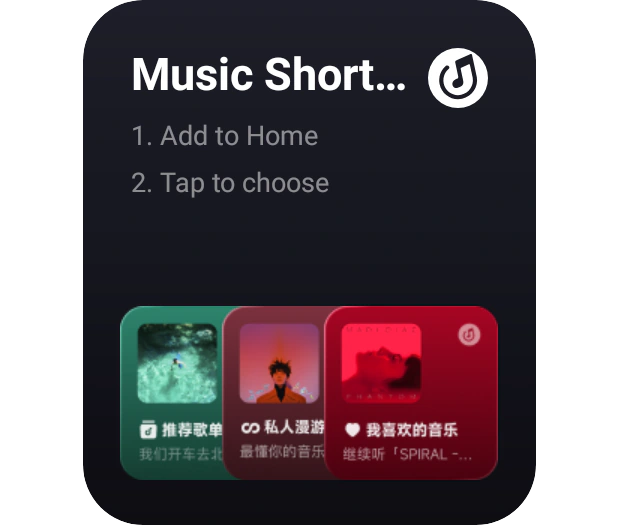 Music Short...
1. Add to Home
2. Tap to choose
推荐歌单
我们开车去北
私人漫游
最懂你的音乐
PHANTOM
我喜欢的音乐
继续听「SPIRAL -...